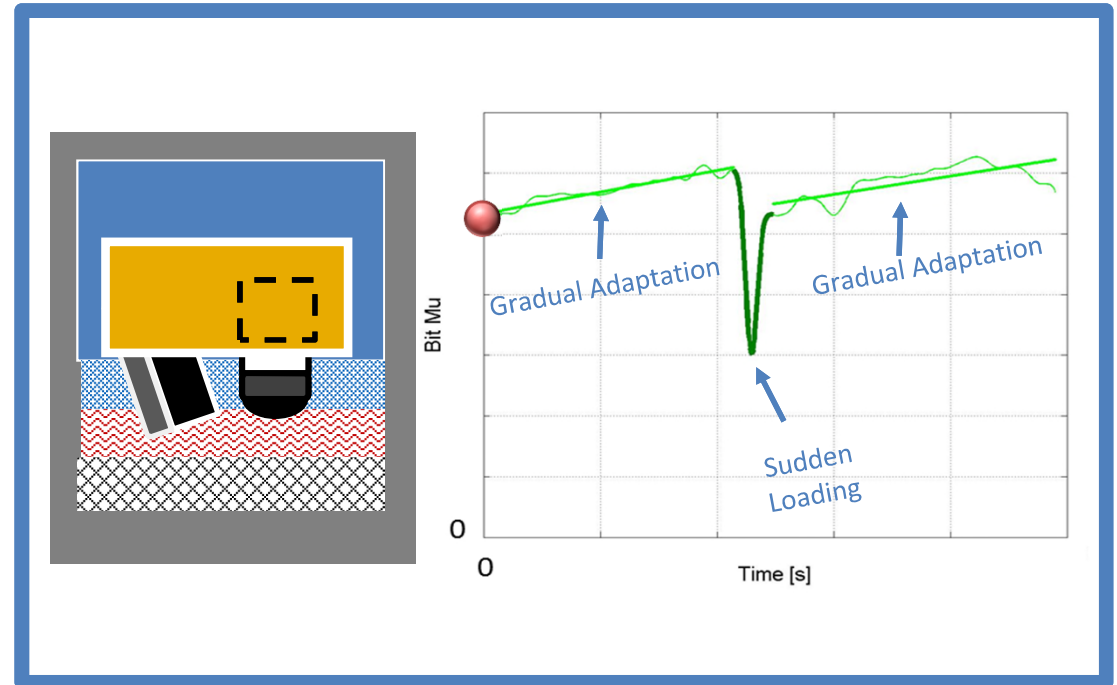 Gradual Adaptation
Gradual Adaptation
Bit Mu
Sudden
Loading
0
0
Time [s]